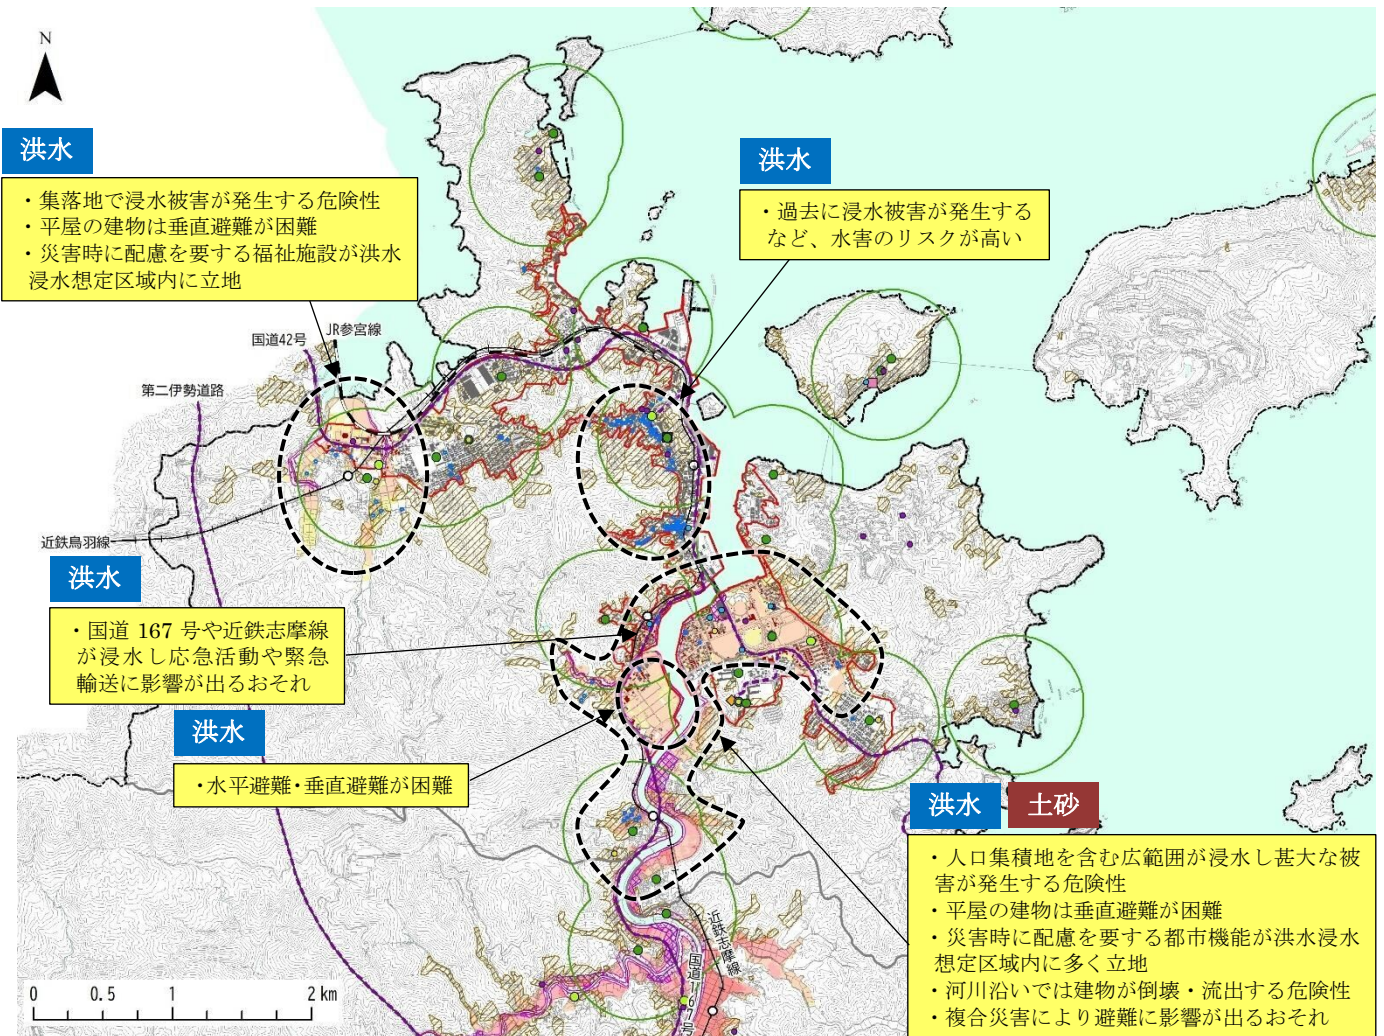 N
洪水
・集落地で浸水被害が発生する危険性
・平屋の建物は垂直避難が困難
・災害時に配慮を要する福祉施設が洪水
浸水想定区域内に立地
洪水
・過去に浸水被害が発生する
など、水害のリスクが高い
国道42号
JR参宮線
第二伊勢道路
近鉄鳥羽線
洪水
・国道 167 号や近鉄志摩線
が浸水し応急活動や緊急
輸送に影響が出るおそれ
洪水
・水平避難・垂直避難が困難
洪水 土砂
・人口集積地を含む広範囲が浸水し甚大な被
害が発生する危険性
・平屋の建物は垂直避難が困難
・災害時に配慮を要する都市機能が洪水浸水
想定区域内に多く立地
・河川沿いでは建物が倒壊・流出する危険性
・複合災害により避難に影響が出るおそれ
近鉄志摩線
国道167号
0 0.5 1 2 km